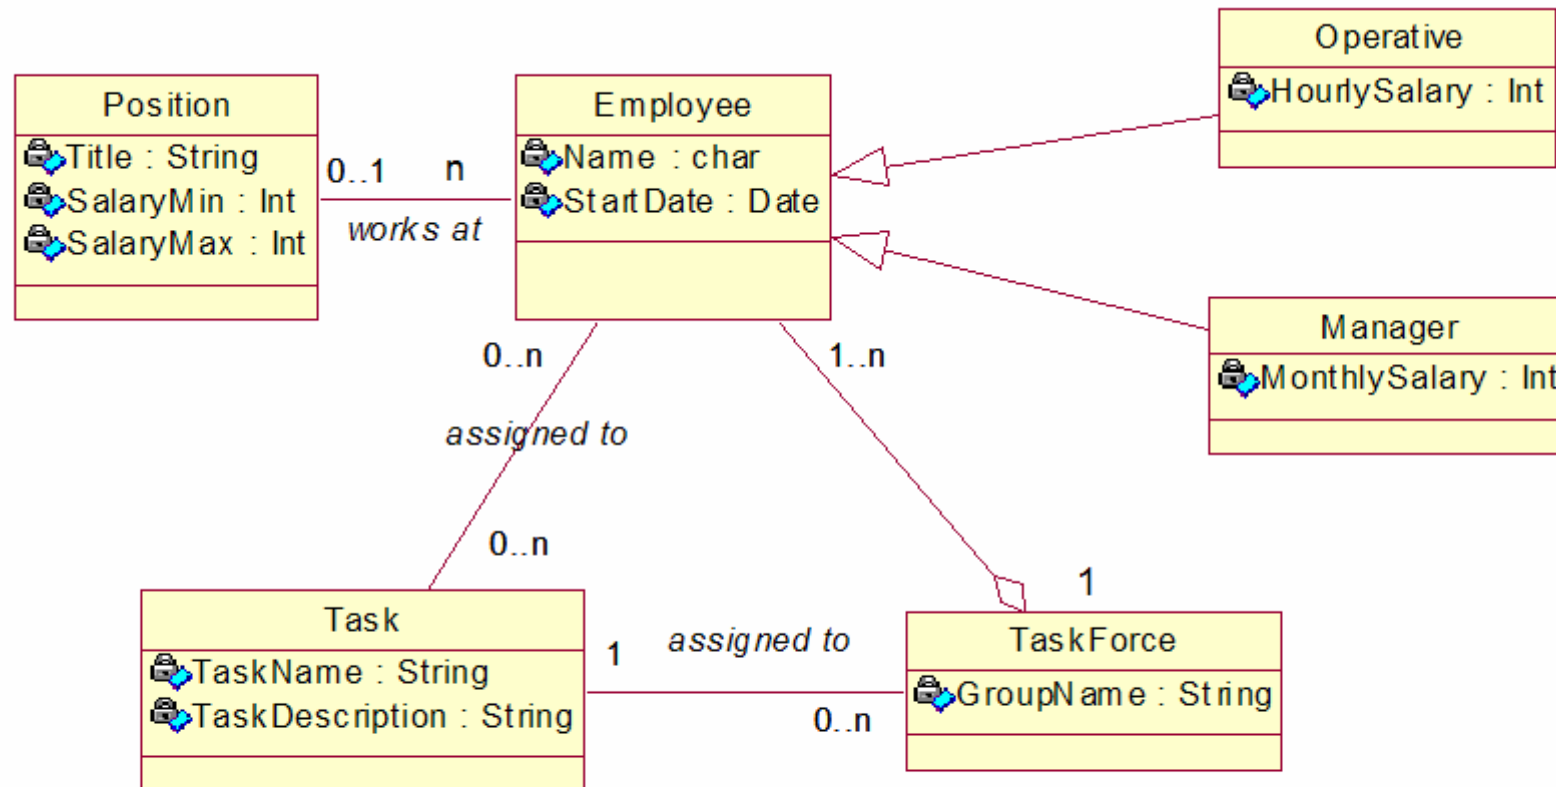 Operative
HourlySalary : Int
Position
Title : String
SalaryMin : Int
SalaryMax : Int
0..1 n
works at
Employee
Name : char
StartDate : Date
Manager
MonthlySalary : Int
0..n
1..n
assigned to
0..n
1
Task
TaskName : String
TaskDescription : String
1
assigned to
0..n
TaskForce
GroupName : String